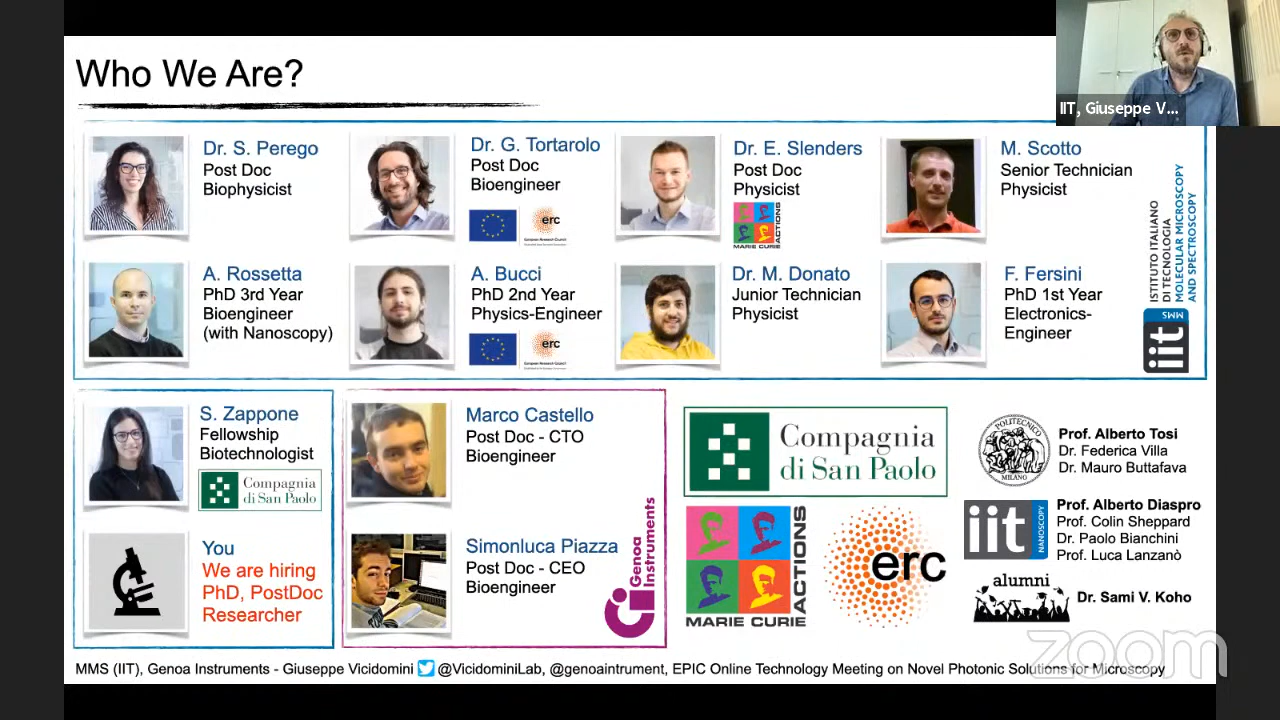 Who We Are?
IIT, Giuseppe V...
Dr. S. Perego
Post Doc
Biophysicist
Dr. G. Tortarolo
Post Doc
Bioengineer
erc
Dr. E. Slenders
Post Doc
Physicist
MARIE CURIE
ACTIONS
M. Scotto
Senior Technician
Physicist
A. Rossetta
PhD 3rd Year
Bioengineer
(with Nanoscopy)
A. Bucci
PhD 2nd Year
Physics-Engineer
erc
Dr. M. Donato
Junior Technician
Physicist
F. Fersini
PhD 1st Year
Electronics-
Engineer
ISTITUTO ITALIANO
DI TECNOLOGIA
MOLECULAR MICROSCOPY
AND SPECTROSCOPY
MMS
iit
S. Zappone
Fellowship
Biotechnologist
Compagnia
di San Paolo
You
We are hiring
PhD, PostDoc
Researcher
Marco Castello
Post Doc - CTO
Bioengineer
Simonluca Piazza
Post Doc - CEO
Bioengineer
Genoa
Instruments
Compagnia
di San Paolo
MARIE CURIE
ACTIONS
erc
POLITECNICO
MILANO
Prof. Alberto Tosi
Dr. Federica Villa
Dr. Mauro Buttafava
iit
NANOSCOPY
Prof. Alberto Diaspro
Prof. Colin Sheppard
Dr. Paolo Bianchini
Prof. Luca Lanzanò
alumni
Dr. Sami V. Koho
MMS (IIT), Genoa Instruments - Giuseppe Vicidomini @VicidominiLab, @genoaintrument, EPIC Online Technology Meeting on Novel Photonic Solutions for Microscopy
zoom